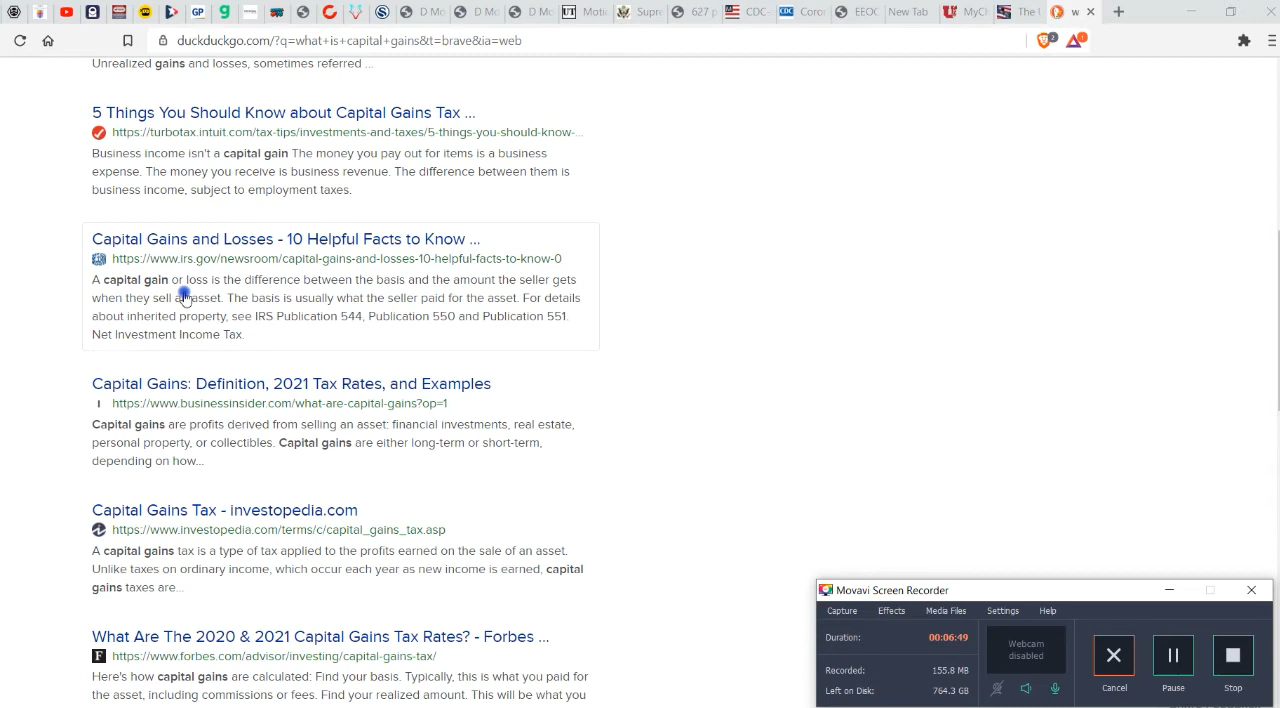 D Mo
D M
D Mo
UT Moti
Supre
627 p
CDC-
Coron
EEOC
New Tab
MyCh
The U
w
duckduckgo.com/?q=what+is+capital+gains&t=brave&ia=web
2
1
Unrealized gains and losses, sometimes referred ...
5 Things You Should Know about Capital Gains Tax ...
https://turbotax.intuit.com/tax-tips/investments-and-taxes/5-things-you-should-know-...
Business income isn't a capital gain The money you pay out for items is a business
expense. The money you receive is business revenue. The difference between them is
business income, subject to employment taxes.
Capital Gains and Losses - 10 Helpful Facts to Know ...
https://www.irs.gov/newsroom/capital-gains-and-losses-10-helpful-facts-to-know-0
A capital gain or loss is the difference between the basis and the amount the seller gets
when they sell asset. The basis is usually what the seller paid for the asset. For details
about inherited property, see IRS Publication 544, Publication 550 and Publication 551.
Net Investment Income Tax.
Capital Gains: Definition, 2021 Tax Rates, and Examples
https://www.businessinsider.com/what-are-capital-gains?op=1
Capital gains are profits derived from selling an asset: financial investments, real estate,
personal property, or collectibles. Capital gains are either long-term or short-term,
depending on how...
Capital Gains Tax - investopedia.com
https://www.investopedia.com/terms/c/capital_gains_tax.asp
A capital gains tax is a type of tax applied to the profits earned on the sale of an asset.
Unlike taxes on ordinary income, which occur each year as new income is earned, capital
gains taxes are...
What Are The 2020 & 2021 Capital Gains Tax Rates? - Forbes ...
F https://www.forbes.com/advisor/investing/capital-gains-tax/
Here's how capital gains are calculated: Find your basis. Typically, this is what you paid for
the asset, including commissions or fees. Find your realized amount. This will be what you
Movavi Screen Recorder
Capture Effects Media Files Settings Help
Duration: 00:06:49
Recorded: 155.8 MB
Left on Disk: 764.3 GB
Webcam
disabled
Cancel Pause Stop